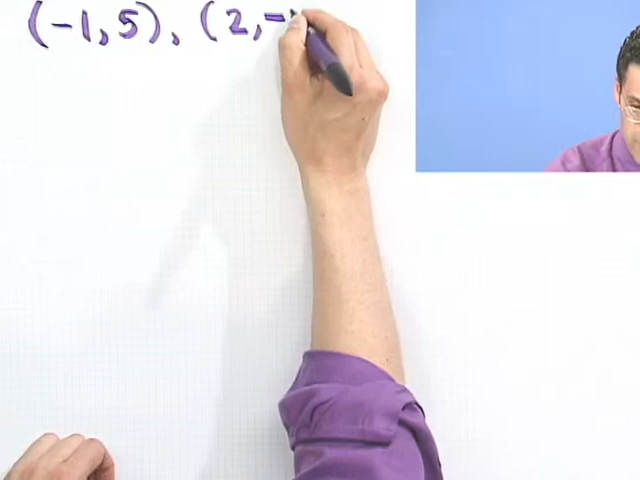 (-1, 5), (2, -